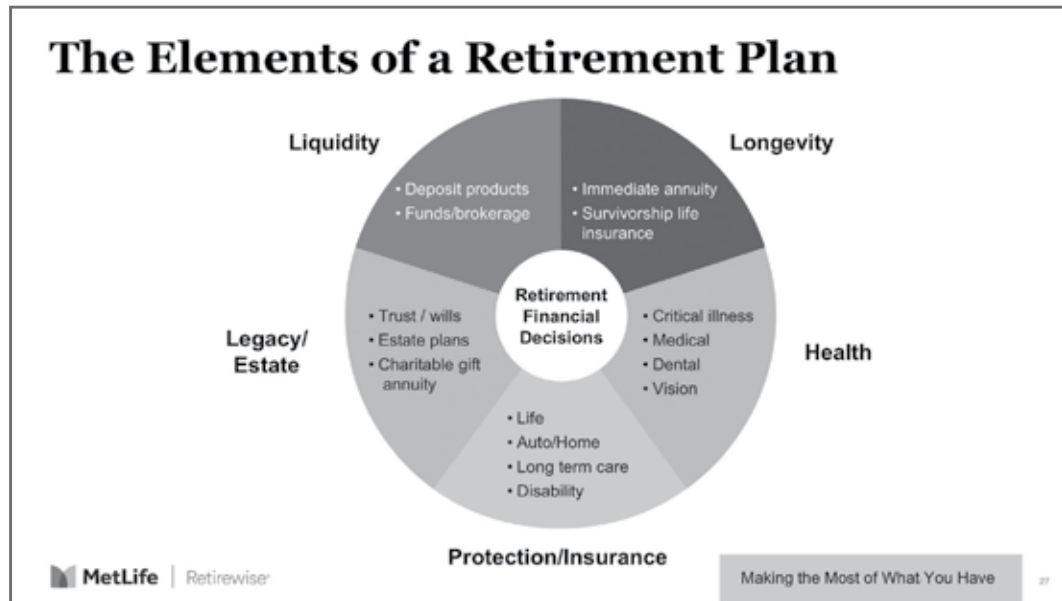 The Elements of a Retirement Plan
Liquidity
• Deposit products
• Funds/brokerage
Longevity
• Immediate annuity
• Survivorship life
insurance
Retirement
Financial
Decisions
Legacy/
Estate
• Trust / wills
• Estate plans
• Charitable gift
annuity
Health
• Critical illness
• Medical
• Dental
• Vision
• Life
• Auto/Home
• Long term care
• Disability
Protection/Insurance
MetLife | Retirewise
Making the Most of What You Have
27